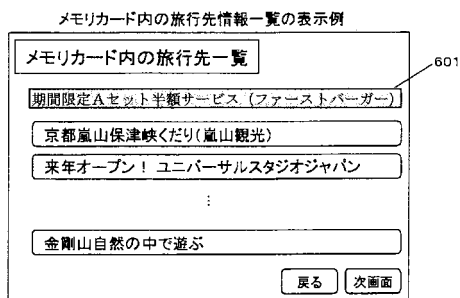 メモリカード内の旅行先情報一覧の表示例
メモリカード内の旅行先一覧
601
期間限定Aセット半額サービス（ファーストバーガー）
京都嵐山保津峡くだり(嵐山観光)
来年オープン！ ユニバーサルスタジオジャパン
⋮
金剛山自然の中で遊ぶ
戻る 次画面